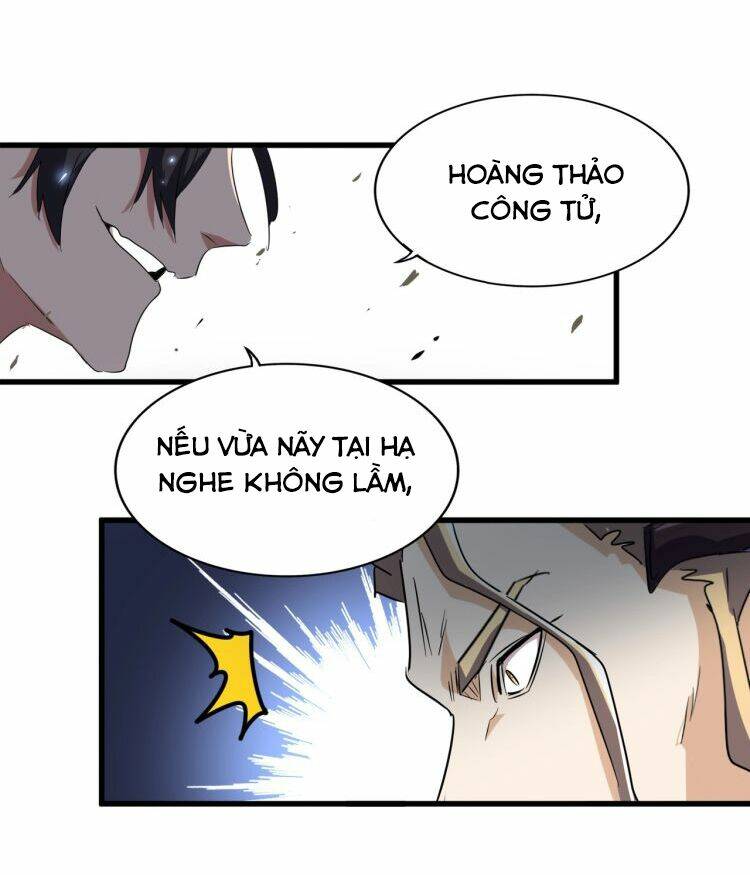 HOÀNG THẢO
CÔNG TỬ,
NẾU VỪA NÃY TẠI HẠ
NGHE KHÔNG LẦM,